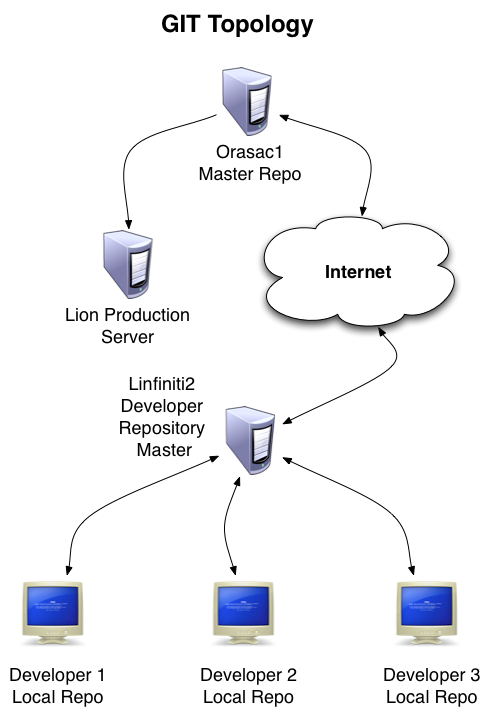 GIT Topology
Orasac1
Master Repo
Internet
Lion Production
Server
Linfiniti2
Developer
Repository
Master
Developer 1
Local Repo
Developer 2
Local Repo
Developer 3
Local Repo